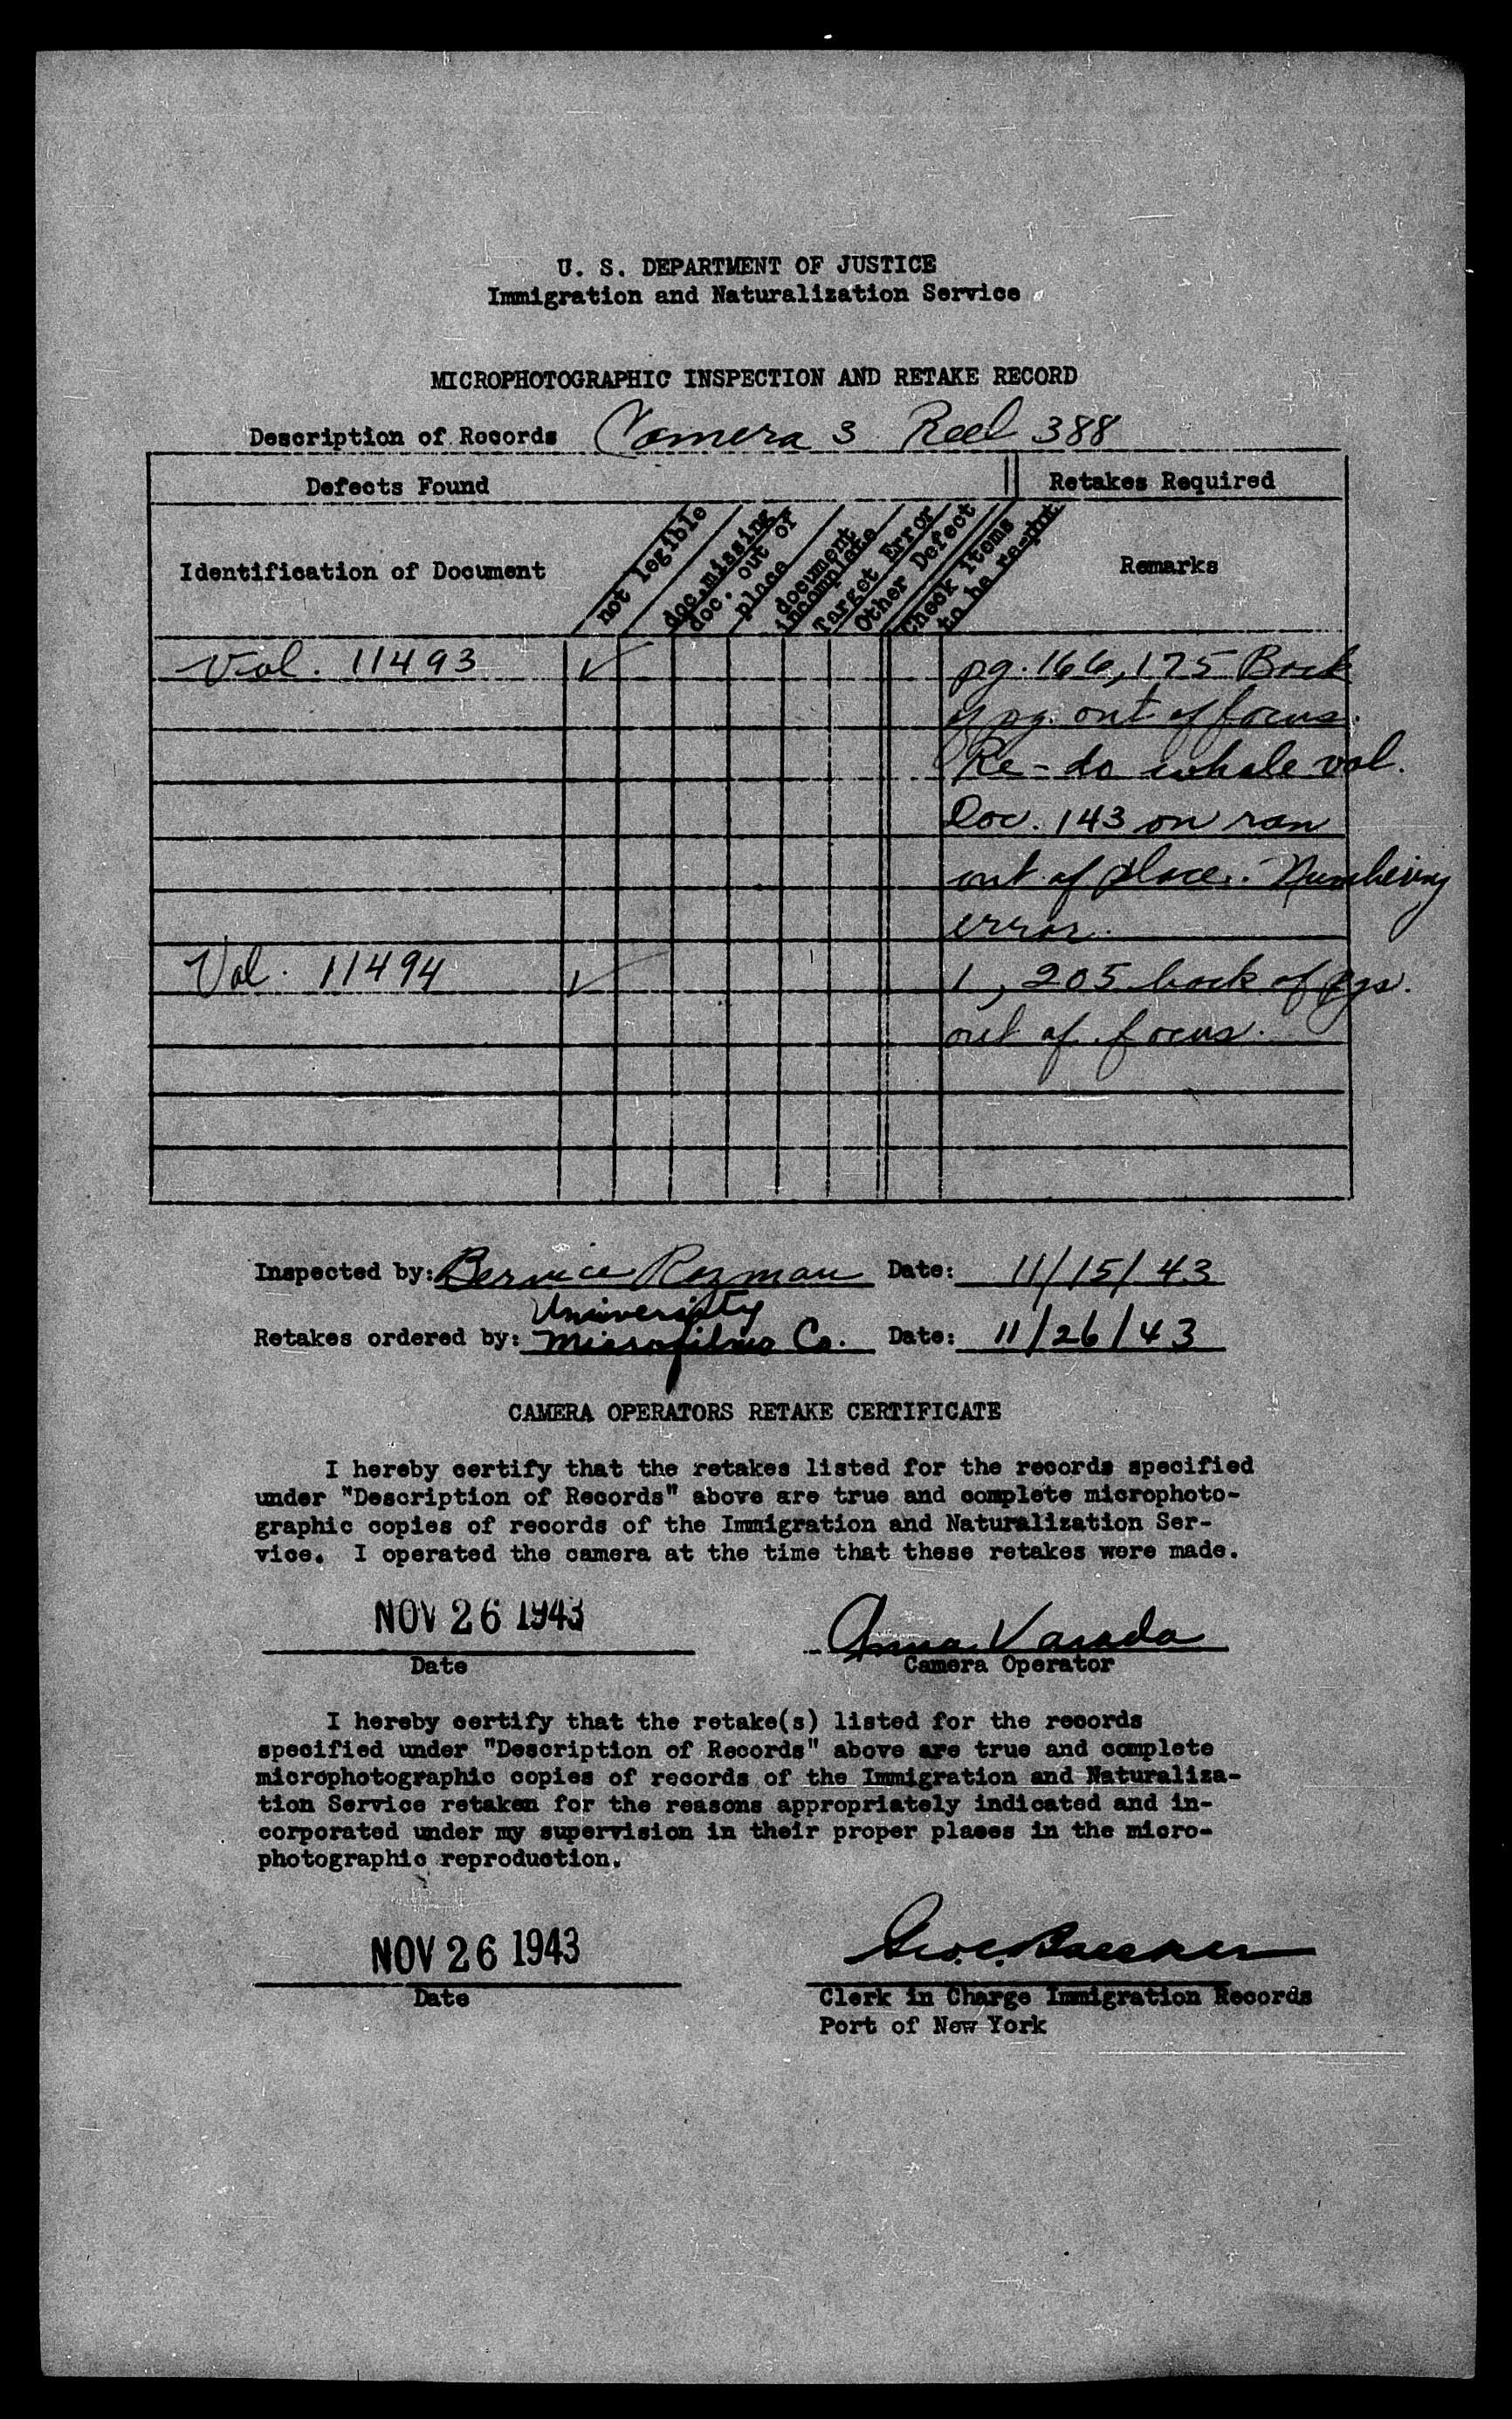 U. S. DEPARTMENT OF JUSTICE
Immigration and Naturalization Service
MICROPHOTOGRAPHIC INSPECTION AND RETAKE RECORD
Description of Records Camera 3 Reel 388
Defects Found
Retakes Required
Identification of Document
not legible
doc. missing
doc. out of
place
document
incomplete
Target Error
Other Defect
Check items
to be rephot
Remarks
Vol. 11493 ✓ pg. 166, 175 Back
of pg. out of focus.
Re-do whole vol.
Doc. 143 on ran
out of place. Numbering
error.
Vol. 11494 ✓ 1, 205 back of pgs.
out of focus.
Inspected by: Bernice Rozman Date: 11/15/43
University
Retakes ordered by: Microfilms Co. Date: 11/26/43
CAMERA OPERATORS RETAKE CERTIFICATE
I hereby certify that the retakes listed for the records specified
under "Description of Records" above are true and complete microphoto-
graphic copies of records of the Immigration and Naturalization Ser-
vice. I operated the camera at the time that these retakes were made.
NOV 26 1943
Anna Varada
Date
Camera Operator
I hereby certify that the retake(s) listed for the records
specified under "Description of Records" above are true and complete
microphotographic copies of records of the Immigration and Naturaliza-
tion Service retaken for the reasons appropriately indicated and in-
corporated under my supervision in their proper places in the micro-
photographic reproduction.
NOV 26 1943
Date
Clerk in Charge Immigration Records
Port of New York